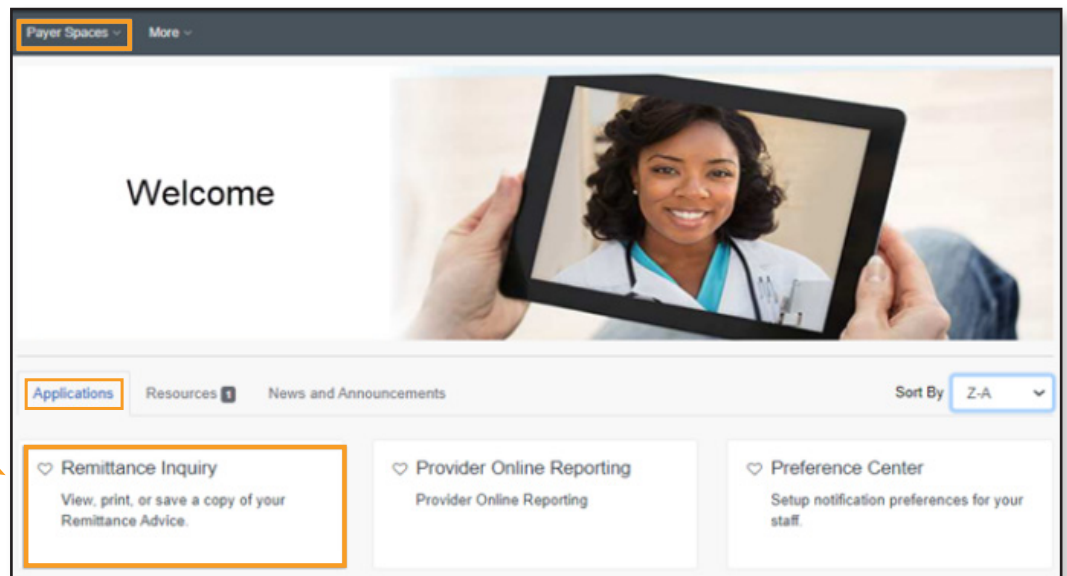 Payer Spaces More
Welcome
Applications Resources 1 News and Announcements Sort By Z-A
Remittance Inquiry
View, print, or save a copy of your
Remittance Advice.
Provider Online Reporting
Provider Online Reporting
Preference Center
Setup notification preferences for your
staff.